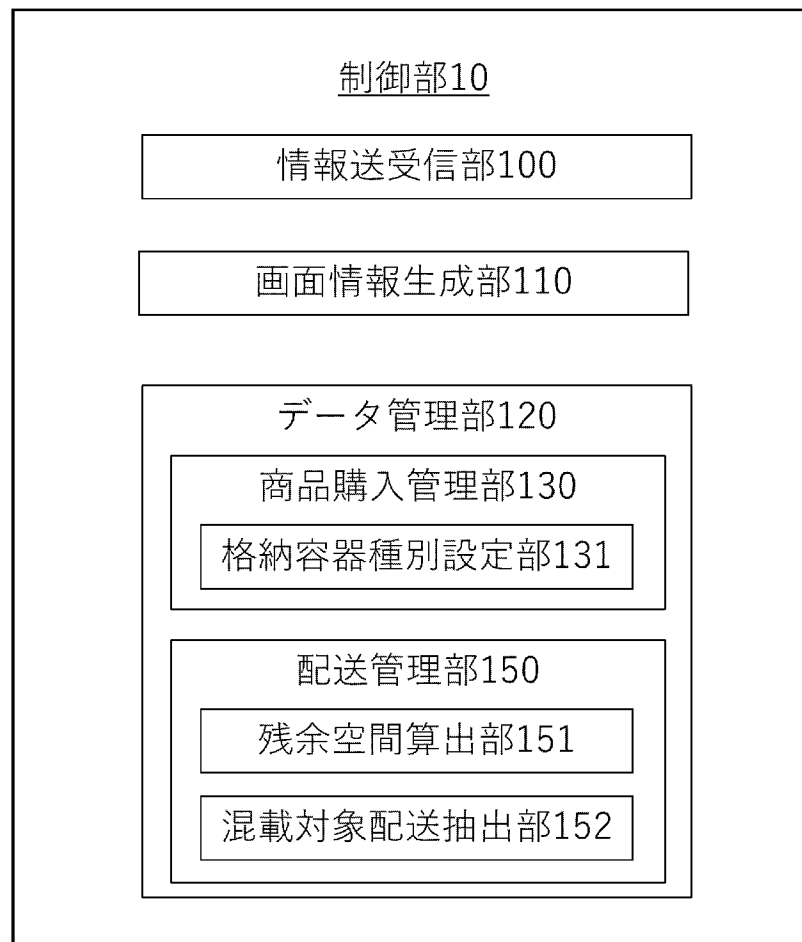 制御部10
情報送受信部100
画面情報生成部110
データ管理部120
商品購入管理部130
格納容器種別設定部131
配送管理部150
残余空間算出部151
混載対象配送抽出部152